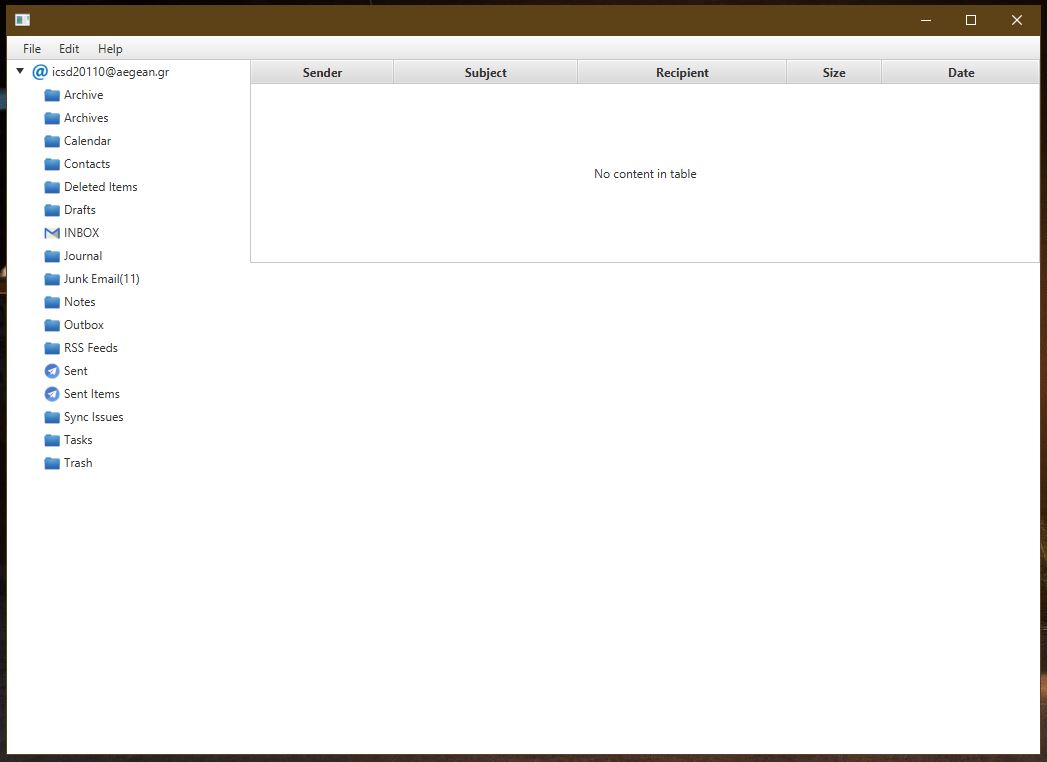 File Edit Help
icsd20110@aegean.gr
Archive
Archives
Calendar
Contacts
Deleted Items
Drafts
INBOX
Journal
Junk Email(11)
Notes
Outbox
RSS Feeds
Sent
Sent Items
Sync Issues
Tasks
Trash
Sender Subject Recipient Size Date
No content in table